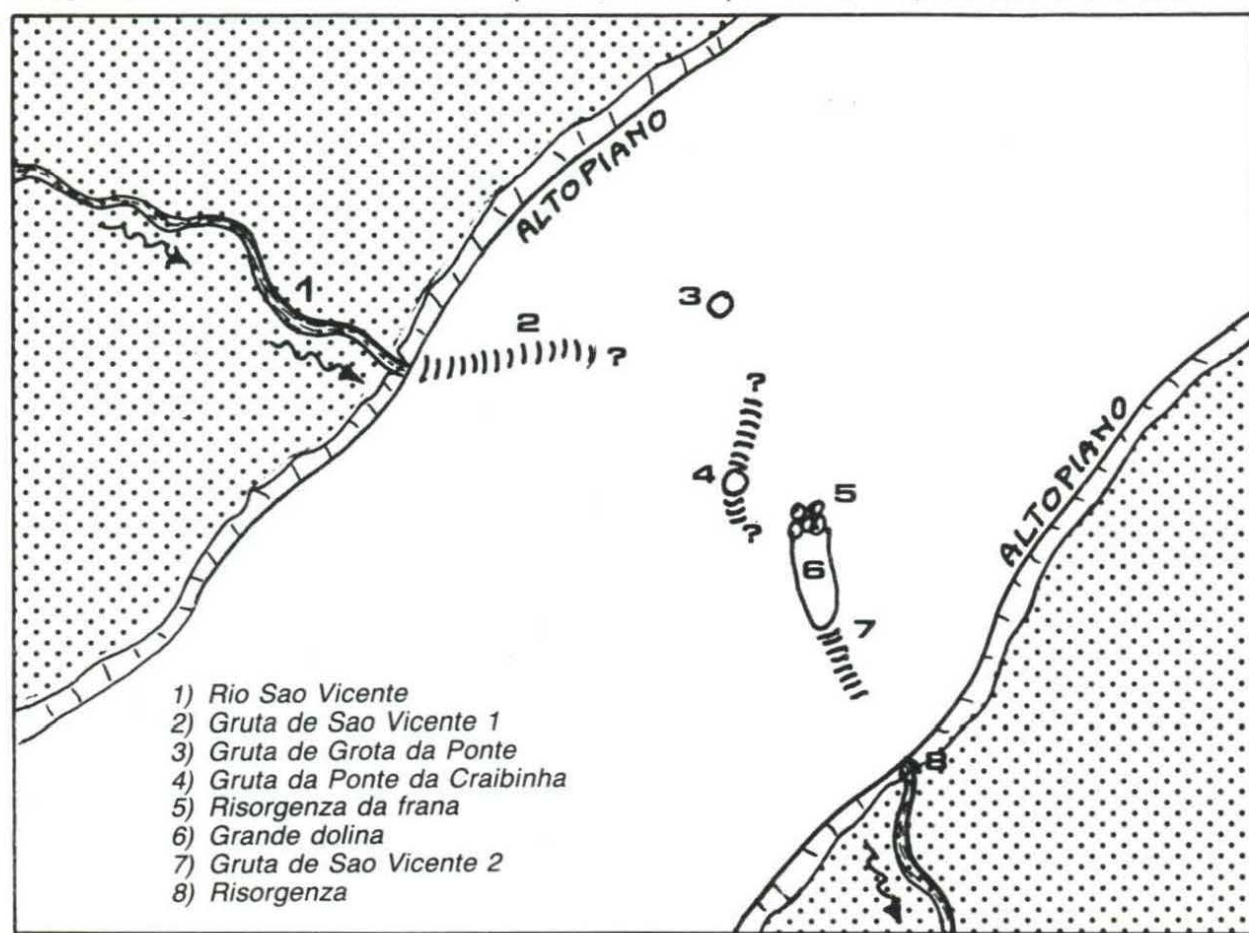 ALTOPIANO
1
2
?
3
?
4
?
5
6
7
ALTOPIANO
8
1) Rio Sao Vicente
2) Gruta de Sao Vicente 1
3) Gruta de Grota da Ponte
4) Gruta da Ponte da Craibinha
5) Risorgenza da frana
6) Grande dolina
7) Gruta de Sao Vicente 2
8) Risorgenza